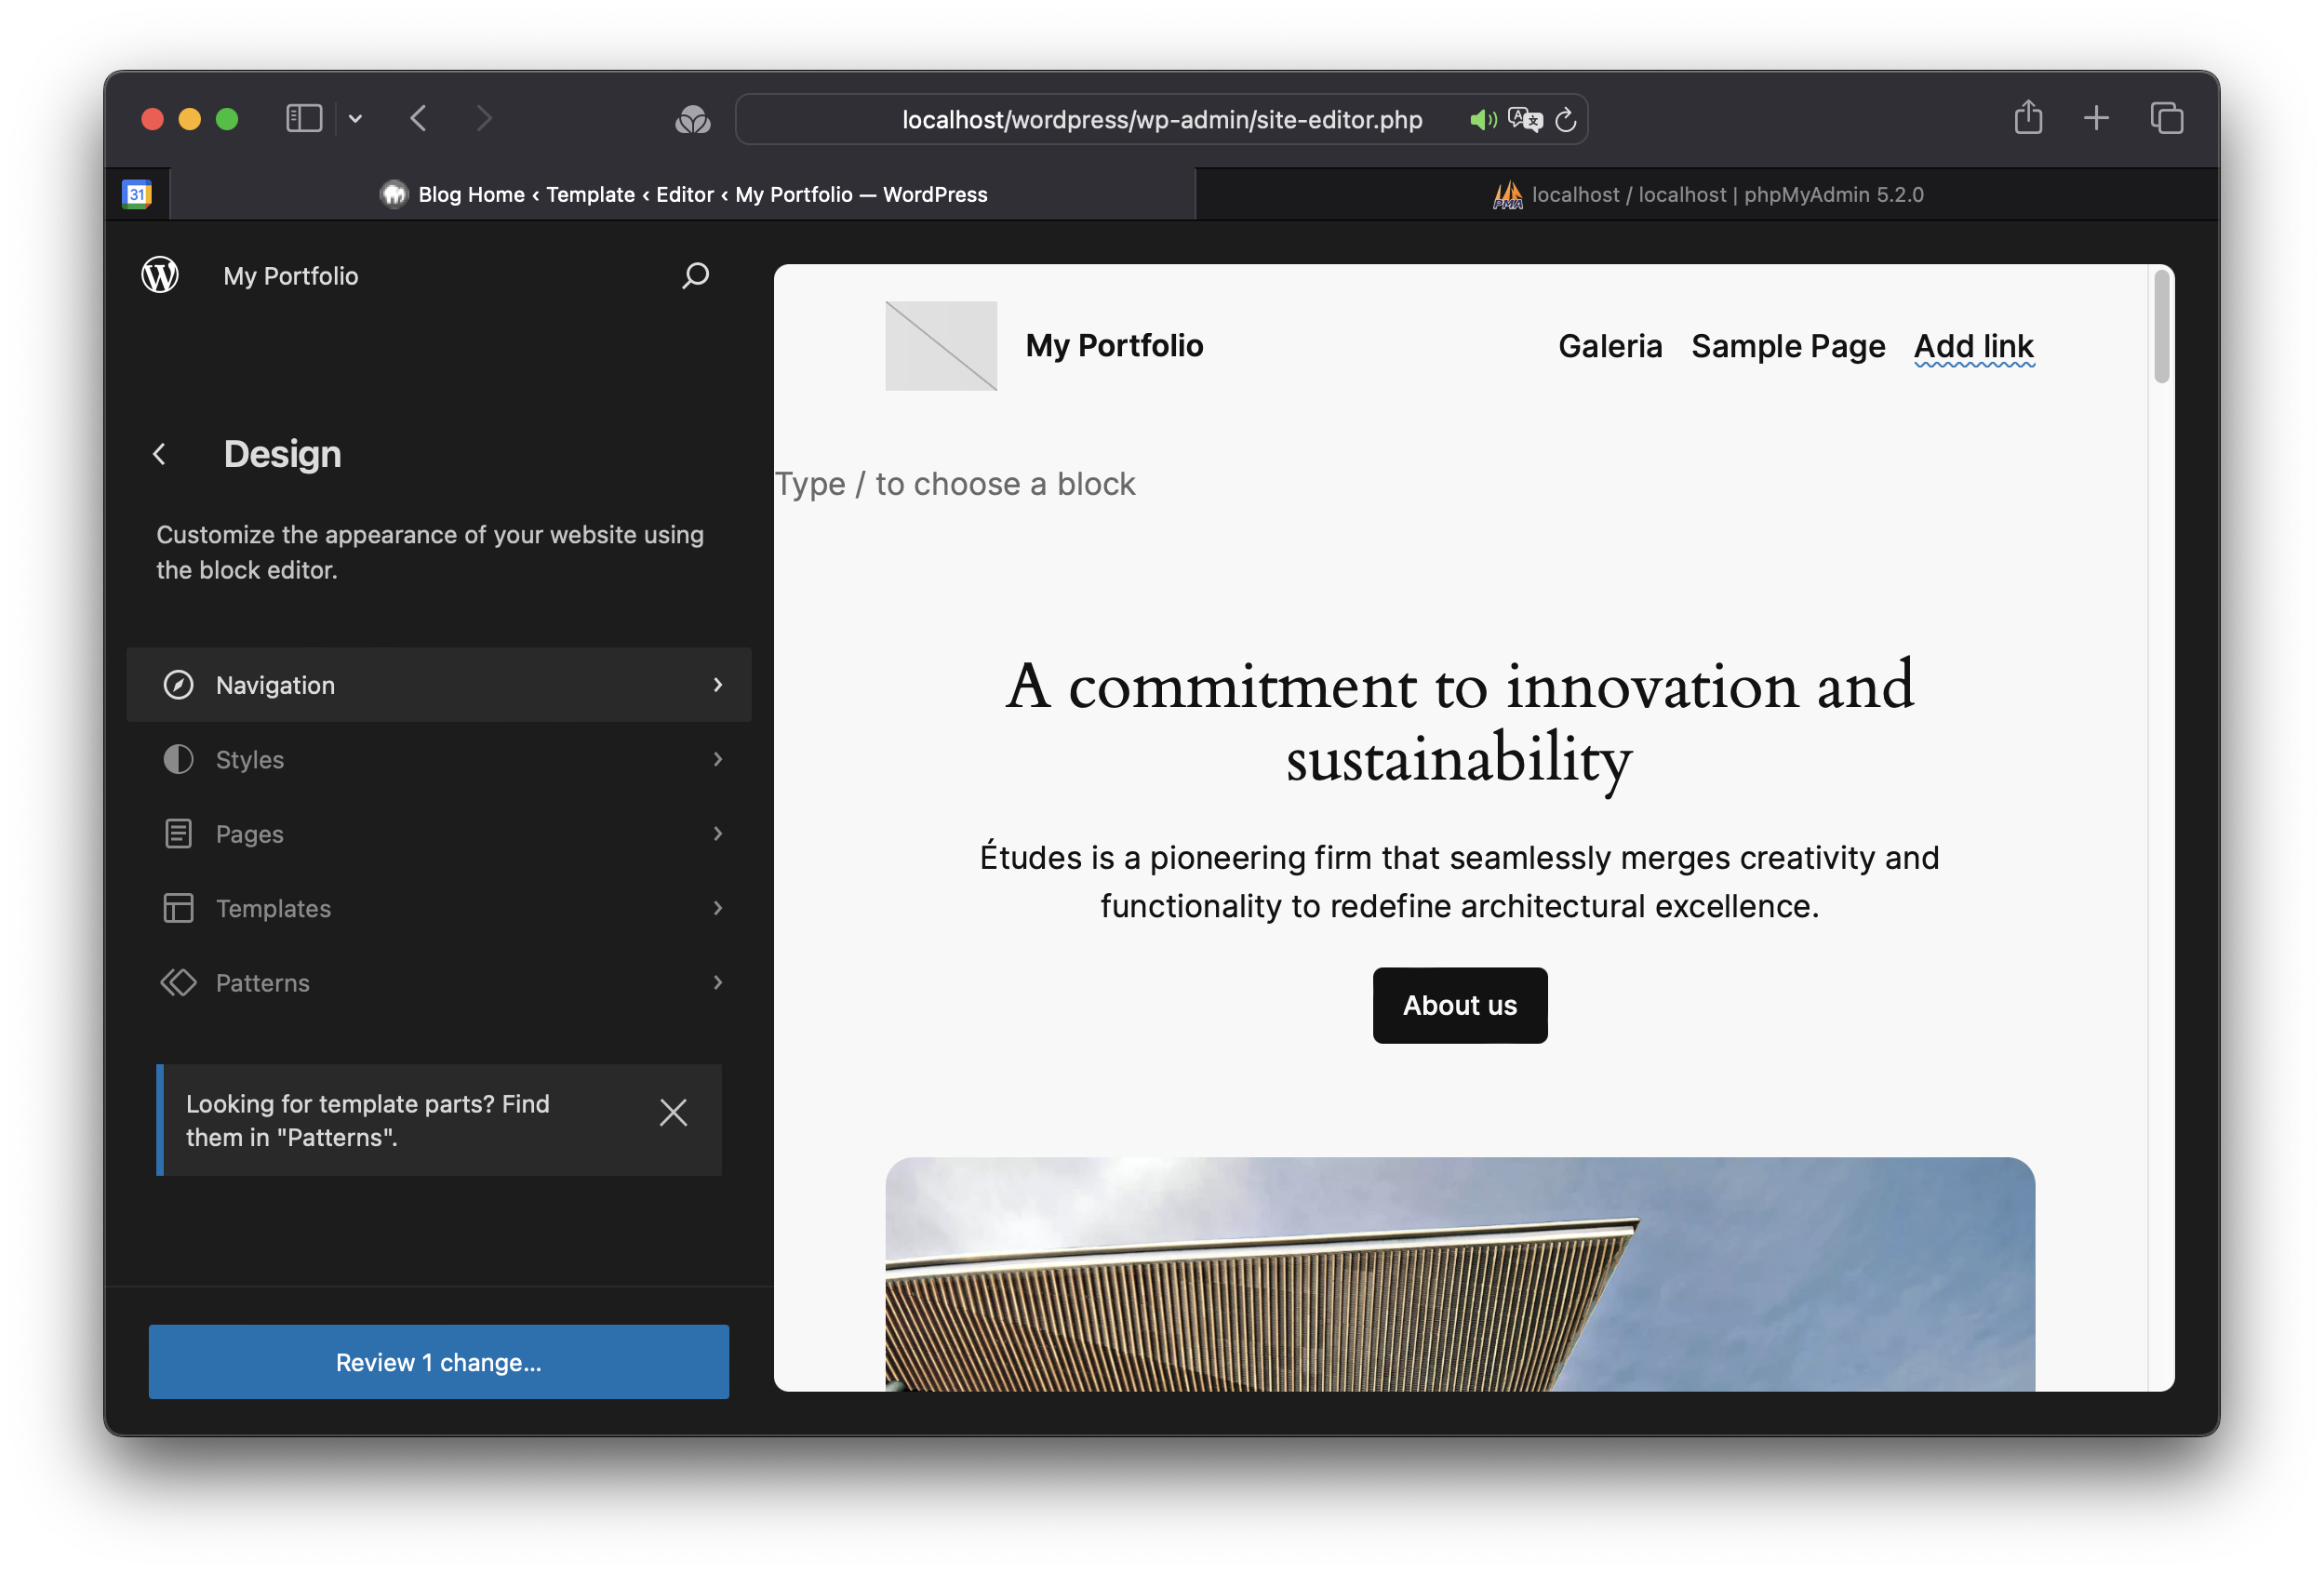 localhost/wordpress/wp-admin/site-editor.php
31
Blog Home ‹ Template ‹ Editor ‹ My Portfolio — WordPress
PMA
localhost / localhost | phpMyAdmin 5.2.0
My Portfolio
Design
Customize the appearance of your website using
the block editor.
Navigation
Styles
Pages
Templates
Patterns
Looking for template parts? Find
them in "Patterns".
Review 1 change...
My Portfolio
Galeria Sample Page Add link
Type / to choose a block
A commitment to innovation and
sustainability
Études is a pioneering firm that seamlessly merges creativity and
functionality to redefine architectural excellence.
About us